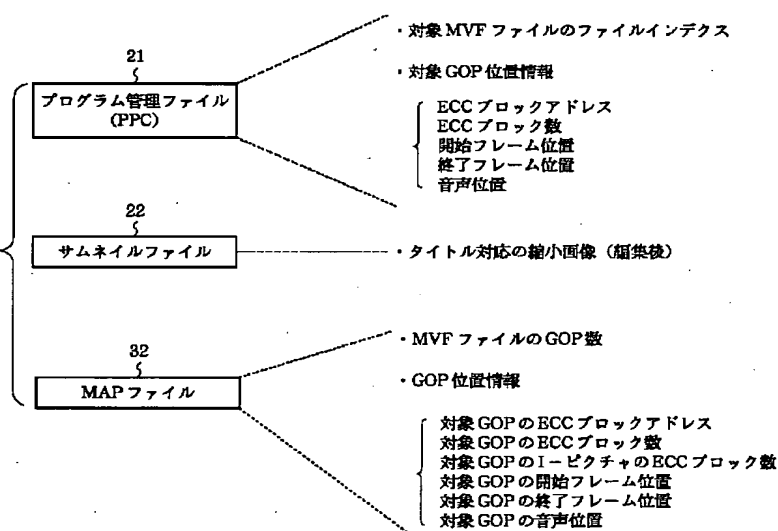 21
プログラム管理ファイル
(PPC)
・対象MVFファイルのファイルインデクス
・対象GOP位置情報
ECCブロックアドレス
ECCブロック数
開始フレーム位置
終了フレーム位置
音声位置
22
サムネイルファイル
・タイトル対応の縮小画像（編集後）
32
MAPファイル
・MVFファイルのGOP数
・GOP位置情報
対象GOPのECCブロックアドレス
対象GOPのECCブロック数
対象GOPのI－ピクチャのECCブロック数
対象GOPの開始フレーム位置
対象GOPの終了フレーム位置
対象GOPの音声位置